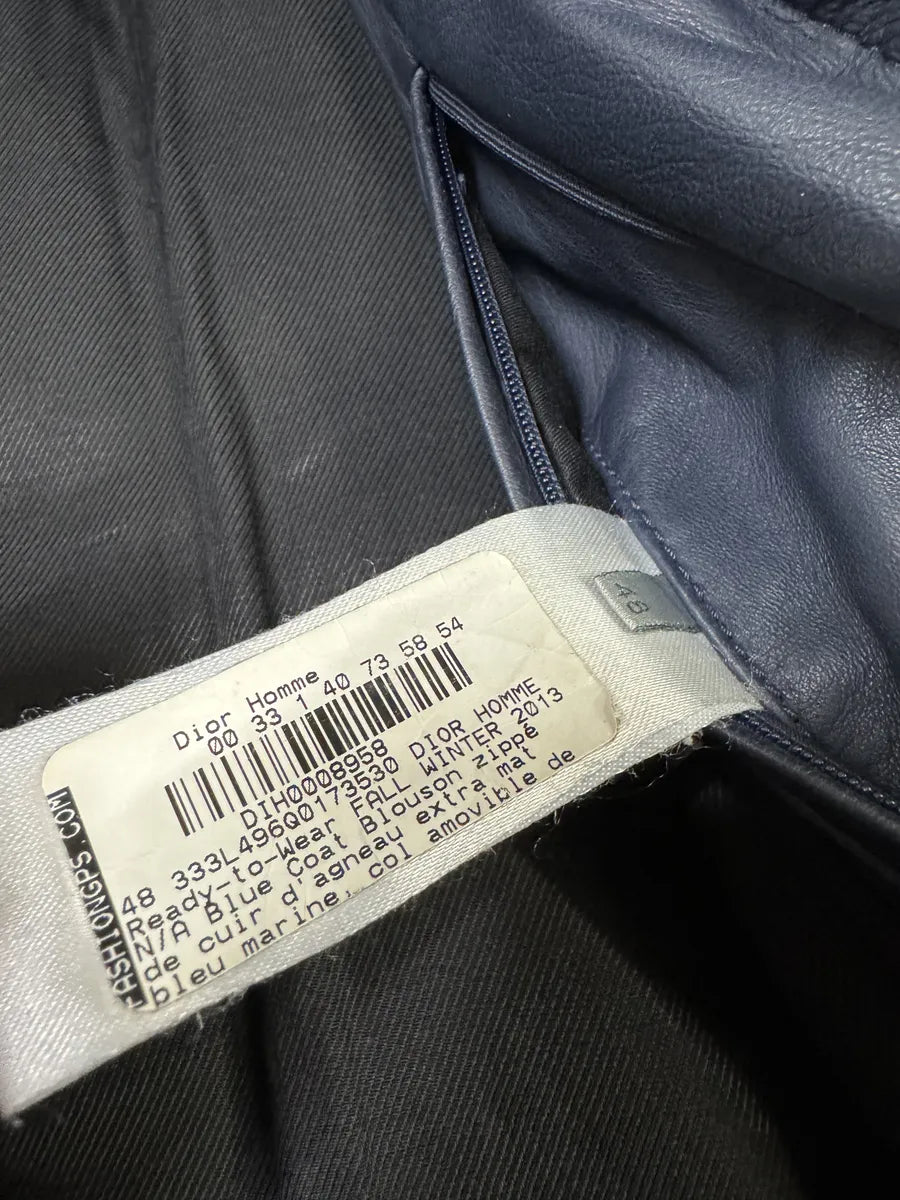 48
Dior Homme
00 33 1 40 73 58 54
DIH0008958
48 333L496Q0173530 DIOR HOMME
Ready-to-Wear FALL WINTER 2013
N/A Blue Coat Blouson zippé
de cuir d'agneau extra mat
bleu marine, col amovible de
FASHIONGPS.COM